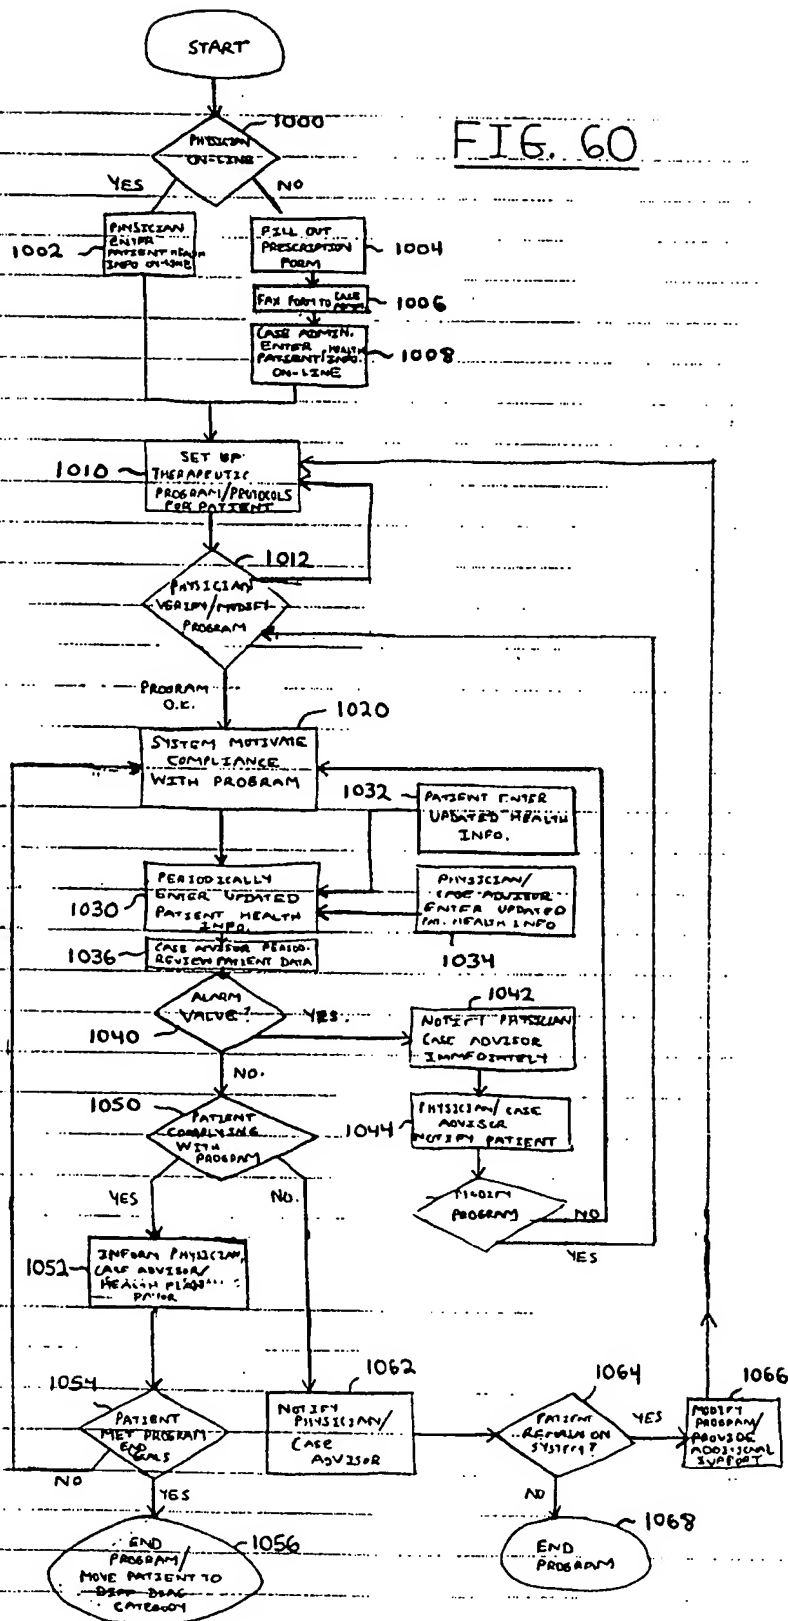 START
1000
FIG. 60
PHYSICIAN
ON-LINE
YES
NO
PHYSICIAN
ENTER
PATIENT HEALTH
INFO ON-LINE
1002
FILL OUT
PRESCRIPTION
FORM
1004
FAX FORM TO CASE
ADMIN.
1006
CASE ADMIN.
ENTER HEALTH
PATIENT INFO.
ON-LINE
1008
SET UP
THERAPEUTIC
PROGRAM/PROTOCOLS
FOR PATIENT
1010
1012
PHYSICIAN
VERIFY/MODIFY
PROGRAM
PROGRAM
O.K.
1020
SYSTEM MOTIVATE
COMPLIANCE
WITH PROGRAM
1032
PATIENT ENTER
UPDATED HEALTH
INFO.
PERIODICALLY
ENTER UPDATED
PATIENT HEALTH
INFO.
1030
PHYSICIAN/
CASE ADVISOR
ENTER UPDATED
PAT. HEALTH INFO
1034
1036
CASE ADVISOR PERIOD.
REVIEW PATIENT DATA
ALARM
VALUE?
YES.
1040
NO.
1042
NOTIFY PHYSICIAN
CASE ADVISOR
IMMEDIATELY
1044
PHYSICIAN/CASE
ADVISOR
NOTIFY PATIENT
1050
PATIENT
COMPLYING
WITH
PROGRAM
YES
NO.
MODIFY
PROGRAM
NO
YES
1052
INFORM PHYSICIAN,
CASE ADVISOR/
HEALTH PLAN
PAYOR
1054
PATIENT
MET PROGRAM
END
GOALS
NO
YES
1062
NOTIFY
PHYSICIAN/
CASE
ADVISOR
1064
PATIENT
REMAIN ON
SYSTEM?
YES
NO
1066
MODIFY
PROGRAM/
PROVIDE
ADDITIONAL
SUPPORT
1056
END
PROGRAM/
MOVE PATIENT TO
DIFF DIAG
CATEGORY
1068
END
PROGRAM